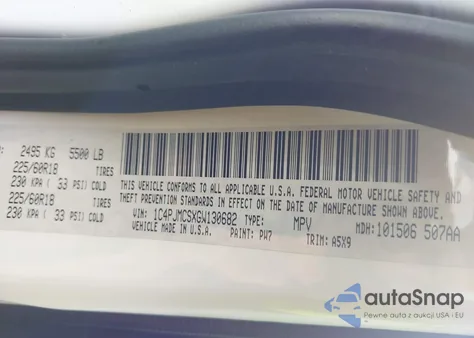 2495 KG 5500 LB
225/60R18 TIRES
230 KPA ( 33 PSI) COLD
225/60R18 TIRES
230 KPA ( 33 PSI) COLD
THIS VEHICLE CONFORMS TO ALL APPLICABLE U.S.A. FEDERAL MOTOR VEHICLE SAFETY AND
THEFT PREVENTION STANDARDS IN EFFECT ON THE DATE OF MANUFACTURE SHOWN ABOVE.
VIN: 1C4PJMCSXGW130682 TYPE: MPV MDH: 101506 507AA
VEHICLE MADE IN U.S.A. PAINT: PW7 TRIM: A5X9
autoSnap
Pewne auta z aukcji USA i EU